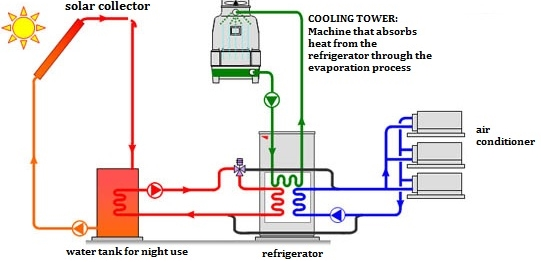 solar collector
COOLING TOWER:
Machine that absorbs
heat from the
refrigerator through the
evaporation process
air
conditioner
water tank for night use
refrigerator